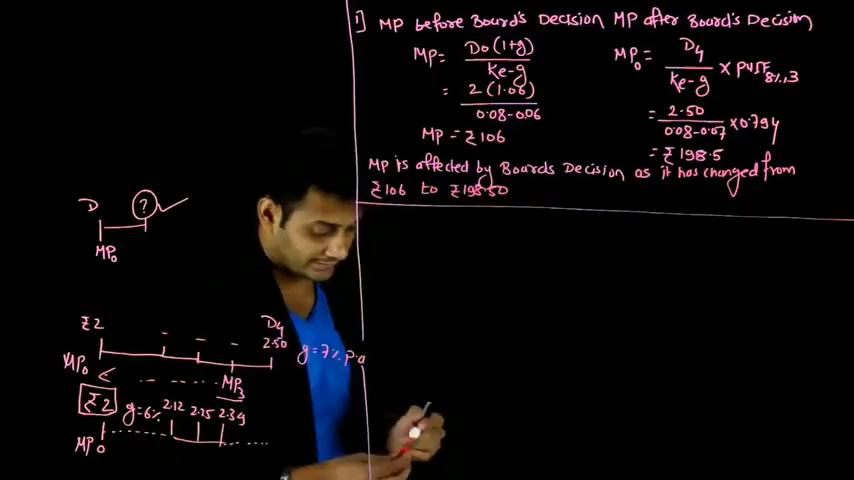 1] MP before Board's Decision MP after Board's Decision
MP = D0 (1+g) / Ke-g
= 2 (1.06) / 0.08-0.06
MP = ₹106
MP0 = D4 / Ke-g × PVIF 8%,3
= 2.50 / 0.08-0.07 × 0.794
= ₹198.5
MP is affected by Boards Decision as it has changed from
₹106 to ₹198.50
D ?
MP0
₹2 - - - D4
2.50 g = 7% p.a
MP0 < - - - - - - MP3
₹2 g = 6% 2.12 2.25 2.39
MP0